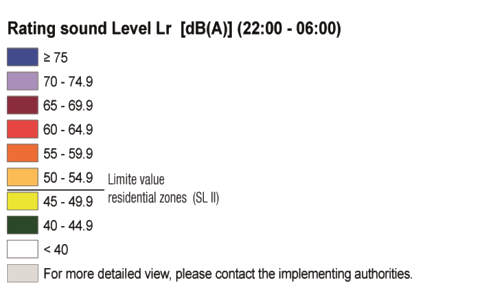 Rating sound Level Lr [dB(A)] (22:00 - 06:00)
≥ 75
70 - 74.9
65 - 69.9
60 - 64.9
55 - 59.9
50 - 54.9
Limite value
residential zones (SL II)
45 - 49.9
40 - 44.9
< 40
For more detailed view, please contact the implementing authorities.